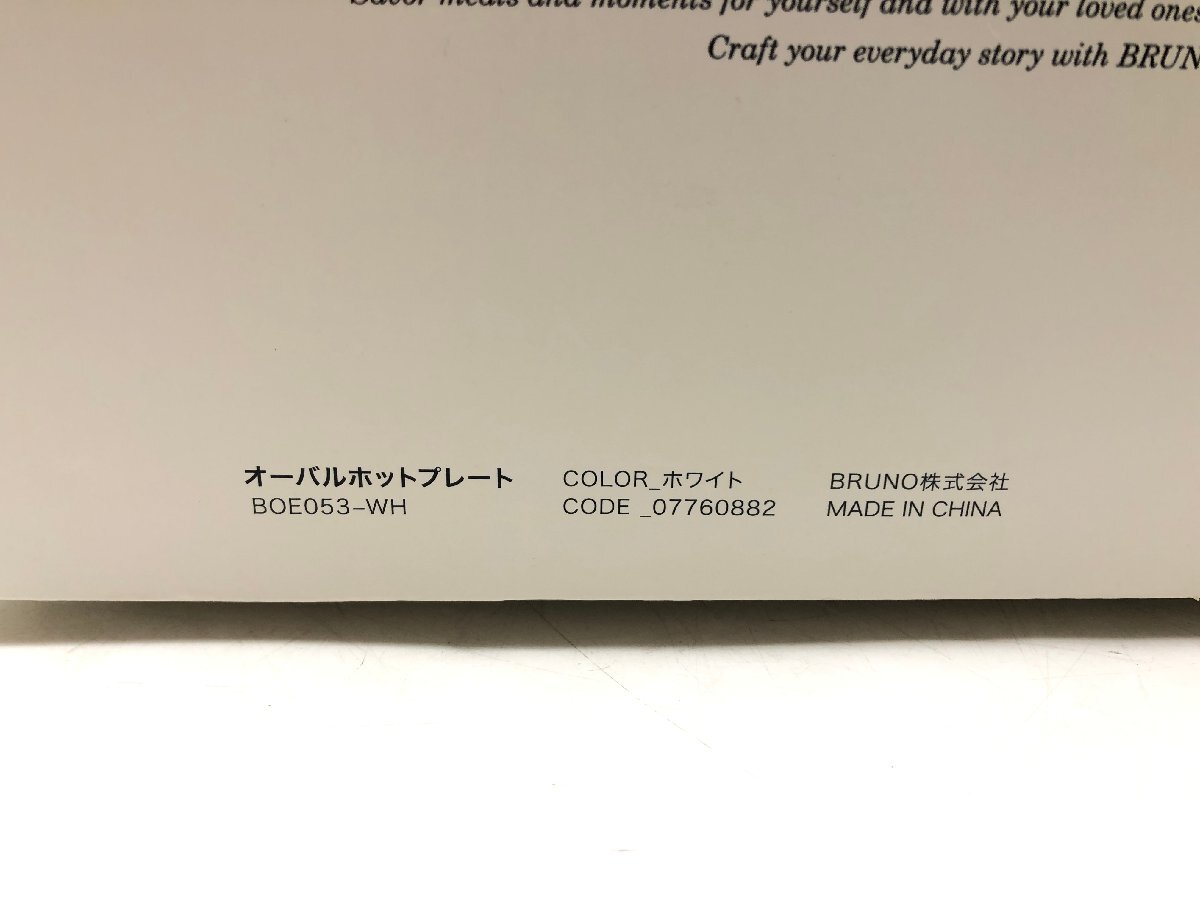 Savor meals and moments for yourself and with your loved ones
Craft your everyday story with BRUN
オーバルホットプレート
BOE053-WH
COLOR_ホワイト
CODE _07760882
BRUNO株式会社
MADE IN CHINA